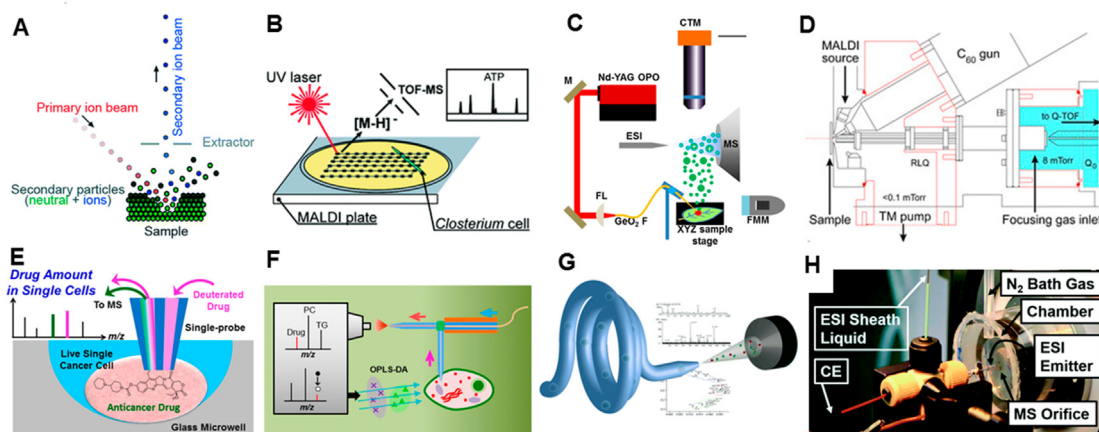 A
Primary ion beam
Secondary ion beam
Extractor
Secondary particles
(neutral + ions)
Sample
B
UV laser
TOF-MS
ATP
[M-H]-
MALDI plate
Closterium cell
C
CTM
M
Nd-YAG OPO
ESI
MS
FL
GeO2 F
XYZ sample
stage
FMM
D
MALDI
source
C60 gun
to Q-TOF
RLQ
8 mTorr
Q0
<0.1 mTorr
Sample
TM pump
Focusing gas inlet
E
Drug Amount
in Single Cells
To MS
Deuterated
Drug
m/z
Single-probe
Live Single
Cancer Cell
Anticancer Drug
Glass Microwell
F
PC
Drug
TG
m/z
OPLS-DA
m/z
G
H
N2 Bath Gas
Chamber
ESI Sheath
Liquid
ESI
Emitter
CE
MS Orifice